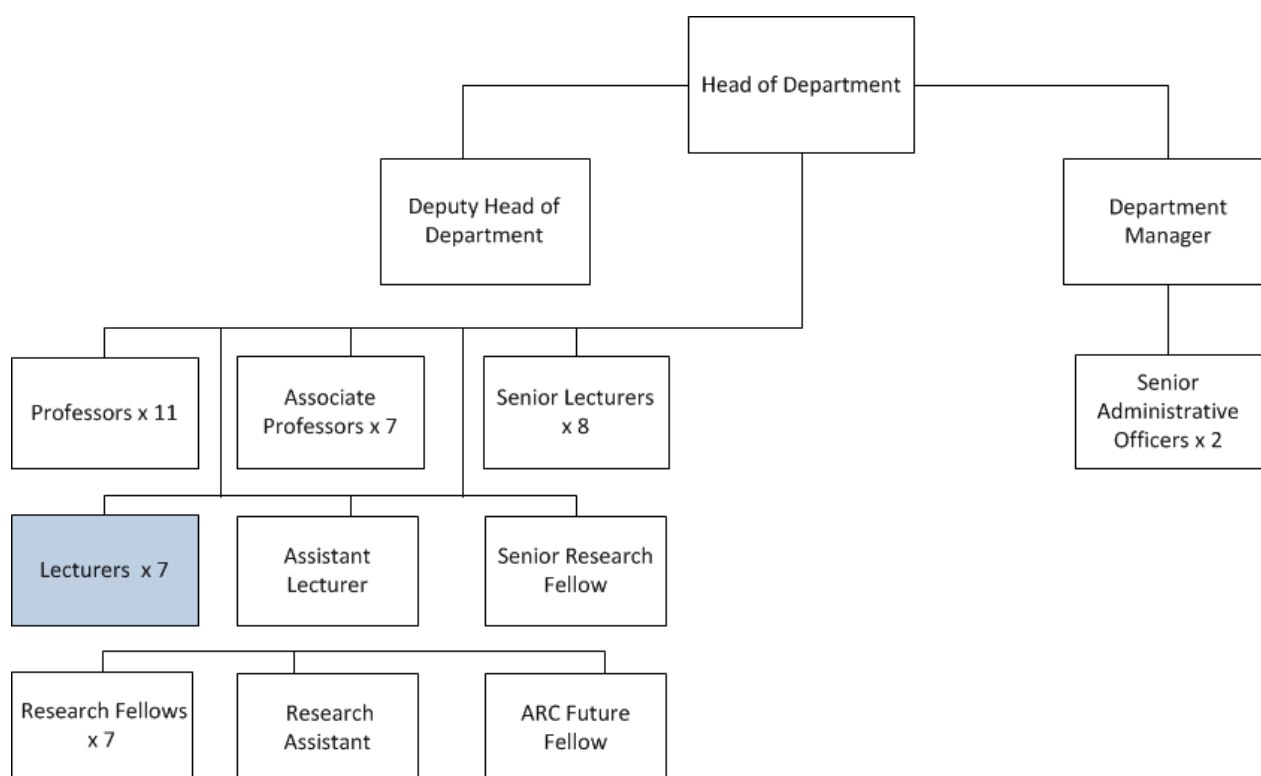 Head of Department
Deputy Head of
Department
Department
Manager
Professors x 11
Associate
Professors x 7
Senior Lecturers
x 8
Senior
Administrative
Officers x 2
Lecturers x 7
Assistant
Lecturer
Senior Research
Fellow
Research Fellows
x 7
Research
Assistant
ARC Future
Fellow